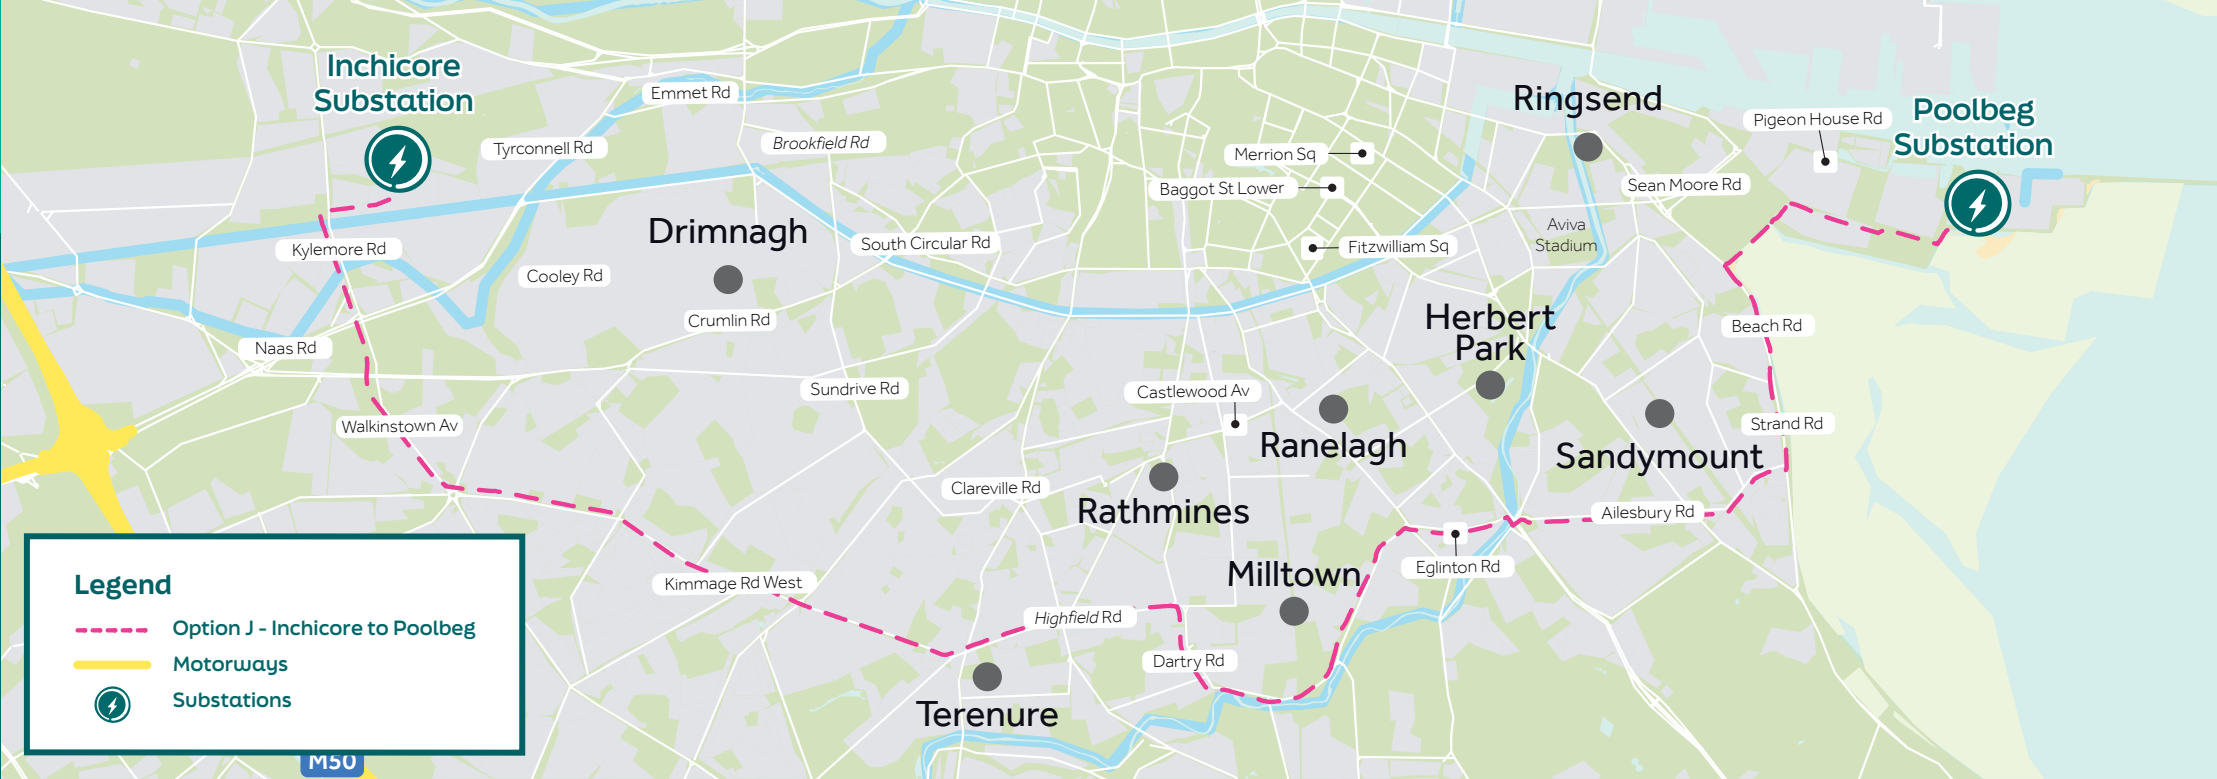 Inchicore
Substation
Emmet Rd
Tyrconnell Rd
Brookfield Rd
Merrion Sq
Baggot St Lower
Ringsend
Pigeon House Rd
Poolbeg
Substation
Sean Moore Rd
Kylemore Rd
Drimnagh
South Circular Rd
Fitzwilliam Sq
Aviva
Stadium
Cooley Rd
Crumlin Rd
Herbert
Park
Beach Rd
Naas Rd
Sundrive Rd
Castlewood Av
Walkinstown Av
Ranelagh
Sandymount
Strand Rd
Clareville Rd
Rathmines
Ailesbury Rd
Milltown
Eglinton Rd
Kimmage Rd West
Highfield Rd
Dartry Rd
Terenure
Legend
Option J - Inchicore to Poolbeg
Motorways
Substations
M50